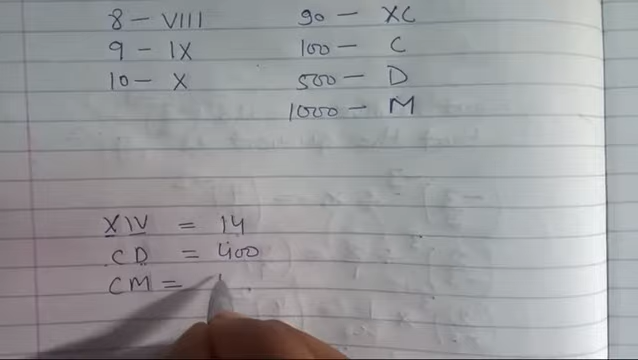 8 – VIII
9 – IX
10 – X
90 – XC
100 – C
500 – D
1000 – M
XIV = 14
CD = 400
CM =